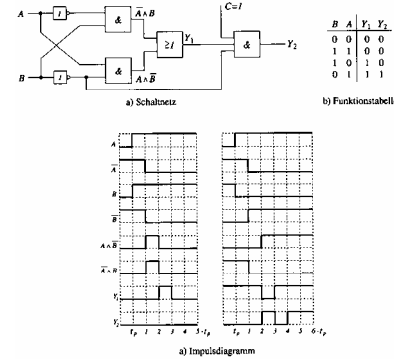 A
1
&
A̅ ∧ B
C=1
≥1
Y₁
&
Y₂
B
1
&
A ∧ B̅
a) Schaltnetz
B A Y₁ Y₂
0 0 0 0
1 1 0 0
1 0 1 0
0 1 1 1
b) Funktionstabell
A
A̅
B
B̅
A∧B̅
A̅∧B
Y₁
Y₂
tₚ 1 2 3 4 5·tₚ
tₚ 1 2 3 4 5 6·tₚ
a) Impulsdiagramm